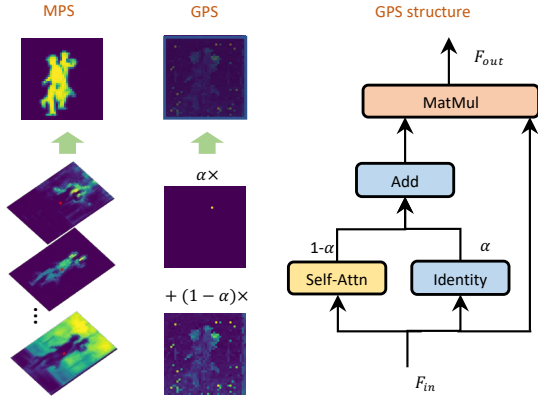 MPS
GPS
GPS structure
F_out
MatMul
α×
Add
1-α
α
Self-Attn
Identity
+ (1 − α)×
...
F_in